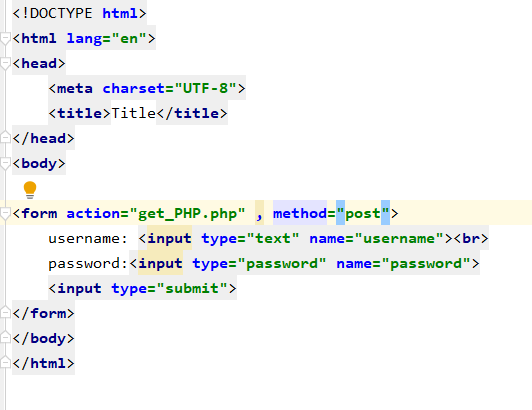 <!DOCTYPE html>
<html lang="en">
<head>
    <meta charset="UTF-8">
    <title>Title</title>
</head>
<body>

<form action="get_PHP.php" , method="post">
    username: <input type="text" name="username"><br>
    password:<input type="password" name="password">
    <input type="submit">
</form>
</body>
</html>